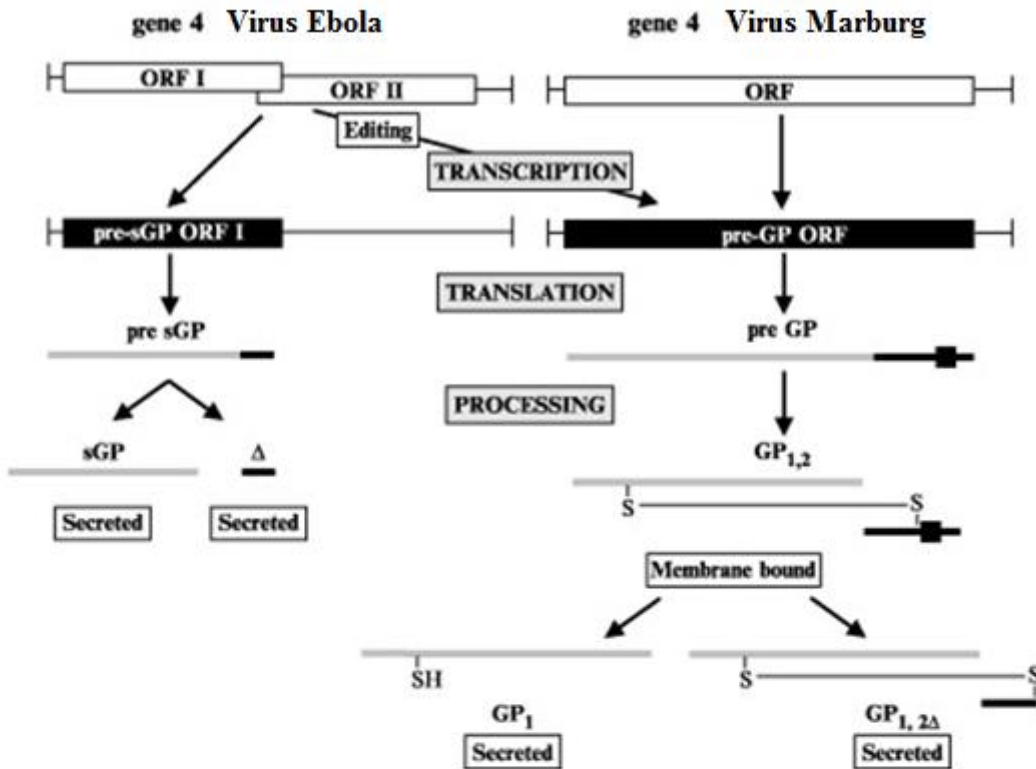 gene 4 Virus Ebola
gene 4 Virus Marburg
ORF I
ORF II
ORF
Editing
TRANSCRIPTION
pre-sGP ORF I
pre-GP ORF
TRANSLATION
pre sGP
pre GP
PROCESSING
sGP
Δ
GP1,2
S
S
Secreted
Secreted
Membrane bound
SH
S
S
GP1
GP1, 2Δ
Secreted
Secreted